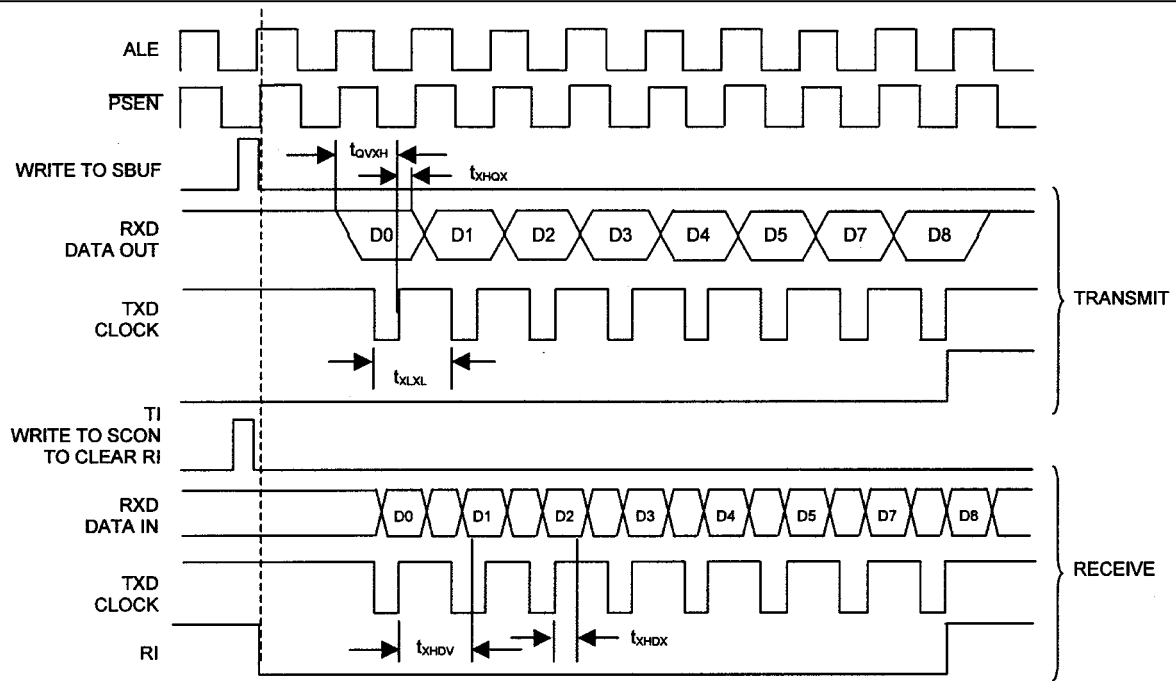 ALE
PSEN
WRITE TO SBUF
tQVXH
tXHQX
RXD
DATA OUT
D0 D1 D2 D3 D4 D5 D7 D8
TXD
CLOCK
TRANSMIT
tXLXL
TI
WRITE TO SCON
TO CLEAR RI
RXD
DATA IN
D0 D1 D2 D3 D4 D5 D7 D8
TXD
CLOCK
RECEIVE
tXHDV
tXHDX
RI